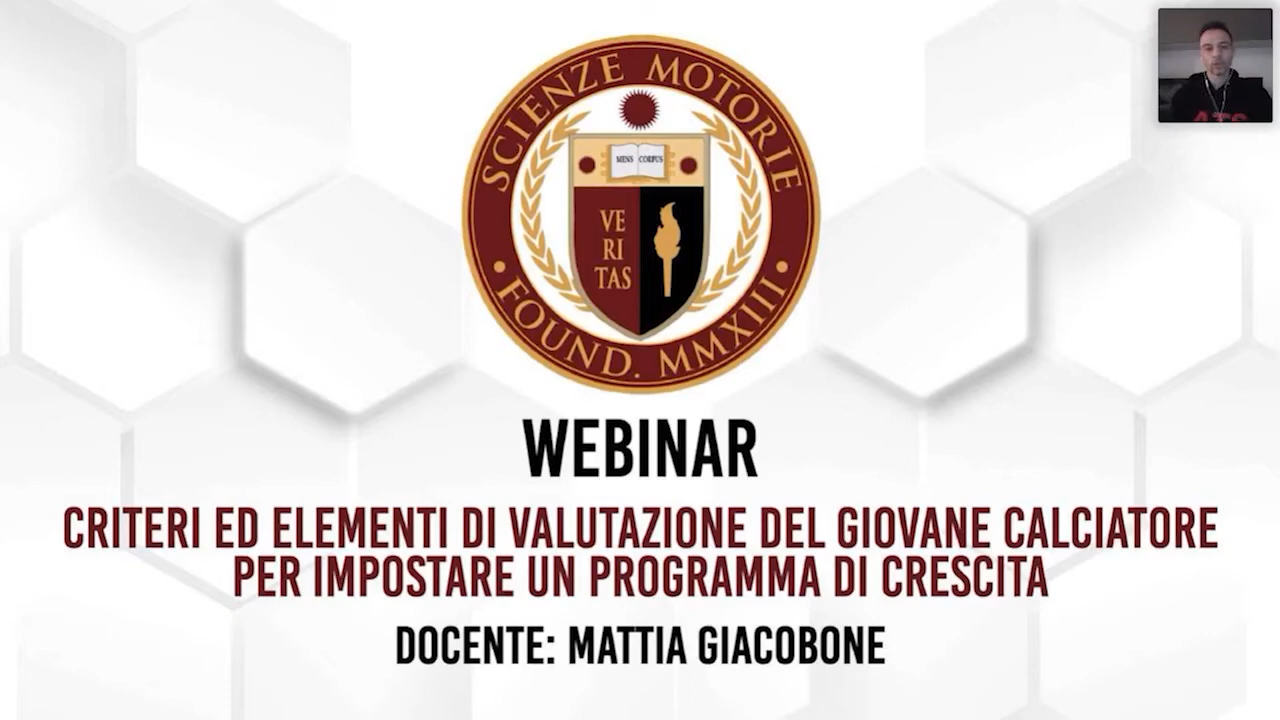 SCIENZE MOTORIE
MENS CORPUS
VE
RI
TAS
FOUND. MMXIII
WEBINAR
CRITERI ED ELEMENTI DI VALUTAZIONE DEL GIOVANE CALCIATORE
PER IMPOSTARE UN PROGRAMMA DI CRESCITA
DOCENTE: MATTIA GIACOBONE